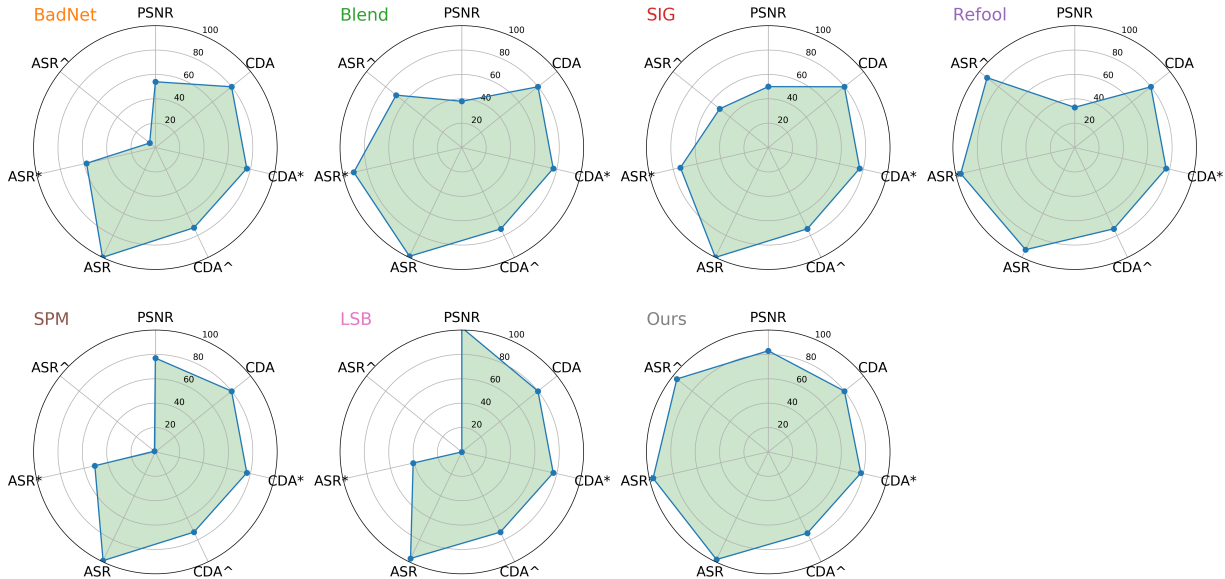 BadNet
PSNR
100
80
60
40
20
CDA
CDA*
CDA^
ASR
ASR*
ASR^
Blend
PSNR
100
80
60
40
20
CDA
CDA*
CDA^
ASR
ASR*
ASR^
SIG
PSNR
100
80
60
40
20
CDA
CDA*
CDA^
ASR
ASR*
ASR^
Refool
PSNR
100
80
60
40
20
CDA
CDA*
CDA^
ASR
ASR*
ASR^
SPM
PSNR
100
80
60
40
20
CDA
CDA*
CDA^
ASR
ASR*
ASR^
LSB
PSNR
100
80
60
40
20
CDA
CDA*
CDA^
ASR
ASR*
ASR^
Ours
PSNR
100
80
60
40
20
CDA
CDA*
CDA^
ASR
ASR*
ASR^